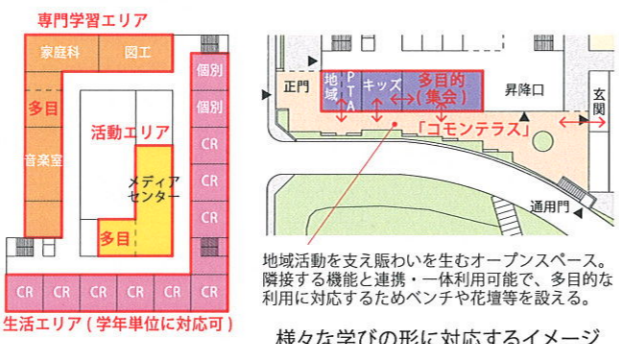 専門学習エリア
家庭科
図工
個別
個別
多目
活動エリア
CR
音楽室
メディア
センター
CR
CR
多目
CR
CR
CR
CR
CR
CR
生活エリア(学年単位に対応可)
正門
地域
PTA
キッズ
多目的
(集会)
昇降口
玄関
「コモンテラス」
通用門
地域活動を支え賑わいを生むオープンスペース。
隣接する機能と連携・一体利用可能で、多目的な
利用に対応するためベンチや花壇等を設える。
様々な学びの形に対応するイメージ